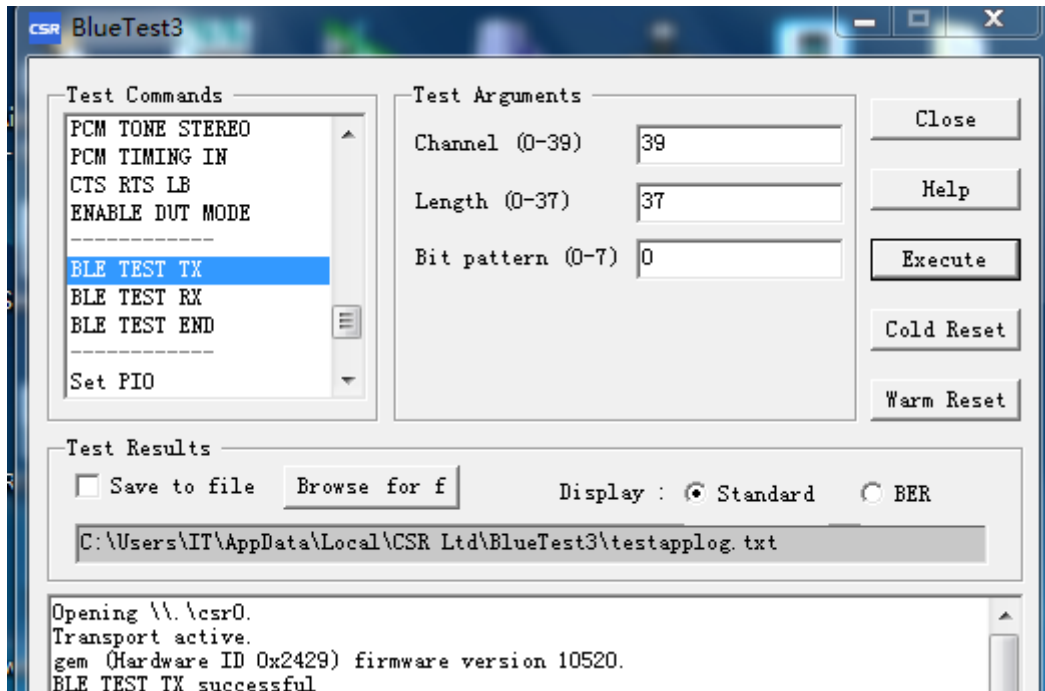 CSR BlueTest3
Test Commands
PCM TONE STEREO
PCM TIMING IN
CTS RTS LB
ENABLE DUT MODE
------------
BLE TEST TX
BLE TEST RX
BLE TEST END
------------
Set PIO
Test Arguments
Channel (0-39) 39
Length (0-37) 37
Bit pattern (0-7) 0
Close
Help
Execute
Cold Reset
Warm Reset
Test Results
Save to file Browse for f Display : Standard BER
C:\Users\IT\AppData\Local\CSR Ltd\BlueTest3\testapplog.txt
Opening \\.\csr0.
Transport active.
gem (Hardware ID 0x2429) firmware version 10520.
BLE TEST TX successful